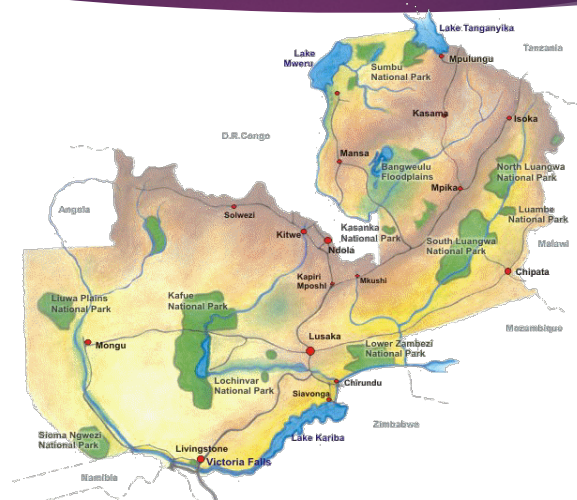 Lake Tanganyika
Tanzania
Lake
Mweru
Mpulungu
Sumbu
National Park
Kasama
Isoka
D.R.Congo
Mansa
Bangweulu
Floodplains
North Luangwa
National Park
Mpika
Angola
Solwezi
Luambe
National Park
Kasanka
National Park
Kitwe
Ndola
South Luangwa
National Park
Malawi
Chipata
Kapiri
Mposhi
Mkushi
Liuwa Plains
National Park
Kafue
National Park
Mozambique
Lusaka
Mongu
Lower Zambezi
National Park
Lochinvar
National Park
Chirundu
Siavonga
Zimbabwe
Sioma Ngwezi
National Park
Lake Kariba
Livingstone
Victoria Falls
Namibia